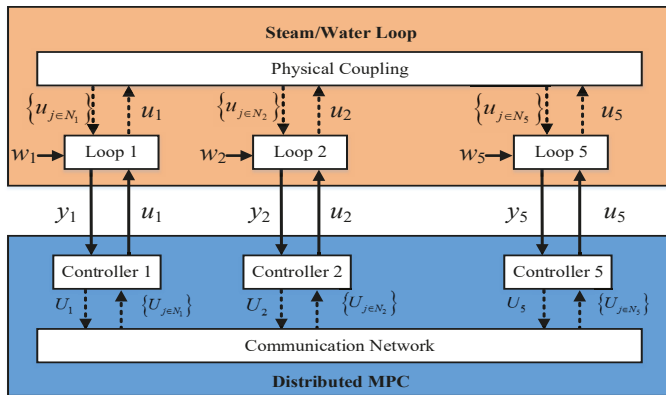 Steam/Water Loop
Physical Coupling
{u_{j∈N_1}} u_1 {u_{j∈N_2}} u_2 {u_{j∈N_5}} u_5
w_1 Loop 1 w_2 Loop 2 w_5 Loop 5
y_1 u_1 y_2 u_2 y_5 u_5
Controller 1 Controller 2 Controller 5
U_1 {U_{j∈N_1}} U_2 {U_{j∈N_2}} U_5 {U_{j∈N_5}}
Communication Network
Distributed MPC